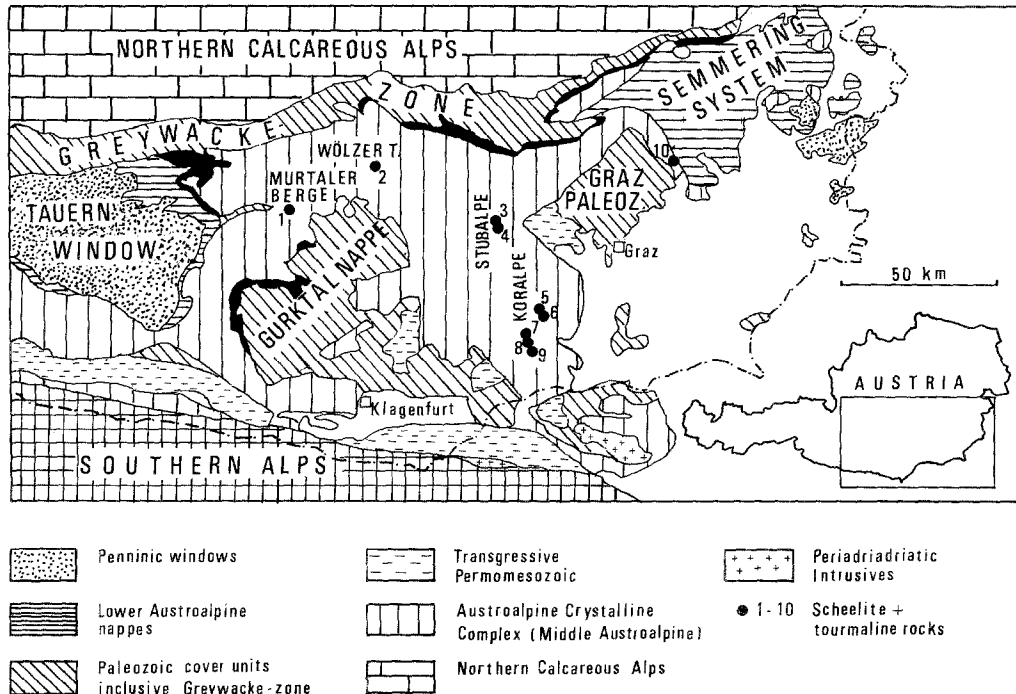 NORTHERN CALCAREOUS ALPS
GREYWACKE ZONE
SEMMERING
SYSTEM
WÖLZER T.
2
MURTALER
BERGE
1
10
GRAZ
PALEOZ
TAUERN
WINDOW
STUBALPE
3
4
Graz
GURKTAL NAPPE
KORALPE
50 km
5
6
7
8
9
AUSTRIA
Klagenfurt
SOUTHERN ALPS
Penninic windows
Lower Austroalpine
nappes
Paleozoic cover units
inclusive Greywacke-zone
Transgressive
Permomesozoic
Austroalpine Crystalline
Complex (Middle Austroalpine)
Northern Calcareous Alps
Periadriadriatic
Intrusives
1-10 Scheelite +
tourmaline rocks